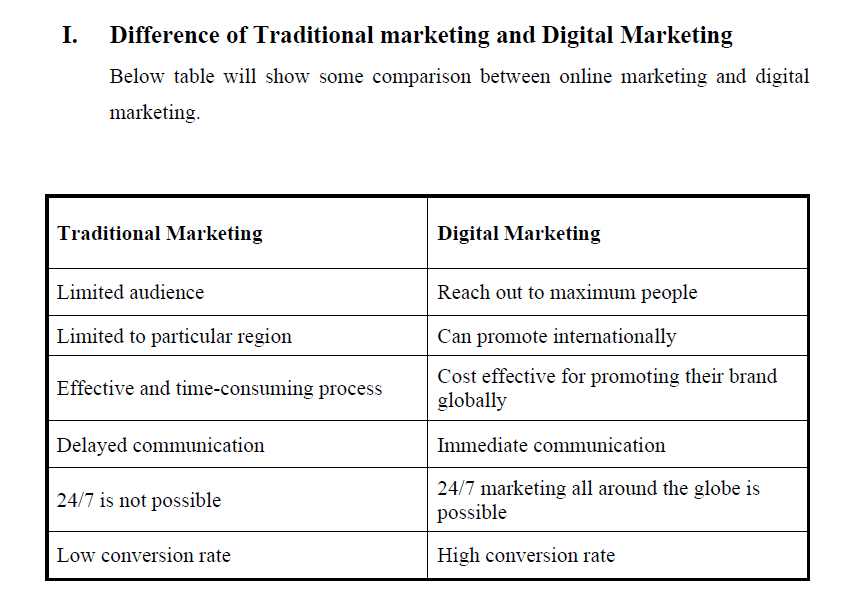 I. Difference of Traditional marketing and Digital Marketing
Below table will show some comparison between online marketing and digital
marketing.
Traditional Marketing
Digital Marketing
Limited audience
Reach out to maximum people
Limited to particular region
Can promote internationally
Effective and time-consuming process
Cost effective for promoting their brand
globally
Delayed communication
Immediate communication
24/7 is not possible
24/7 marketing all around the globe is
possible
Low conversion rate
High conversion rate